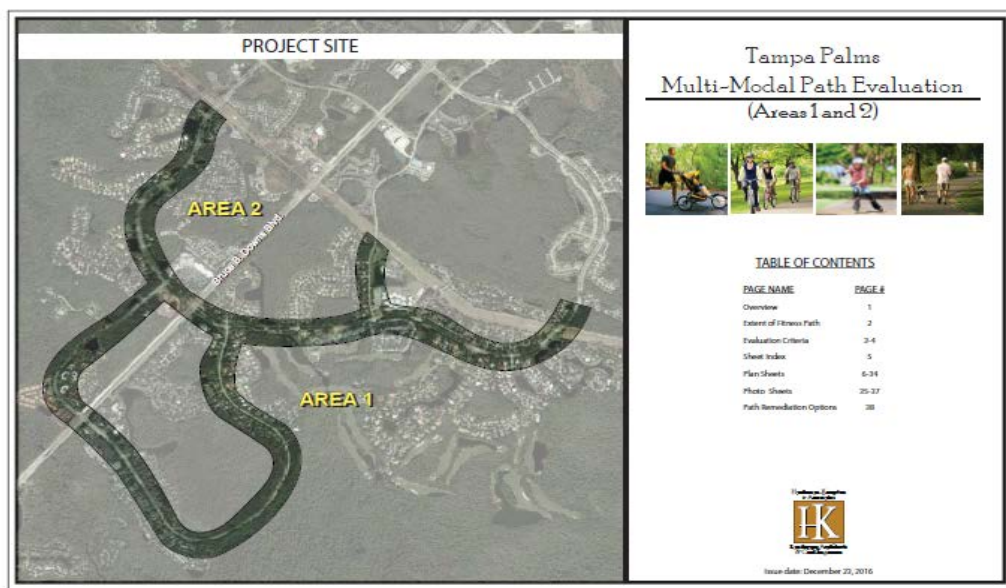 PROJECT SITE
AREA 2
Bruce B. Downs Blvd.
AREA 1
Tampa Palms
Multi-Modal Path Evaluation
(Areas 1 and 2)
TABLE OF CONTENTS
PAGE NAME PAGE #
Overview 1
Extent of Fitness Path 2
Evaluation Criteria 3-4
Sheet Index 5
Plan Sheets 6-34
Photo Sheets 35-37
Path Remediation Options 38
HK
Issue date: December 22, 2016